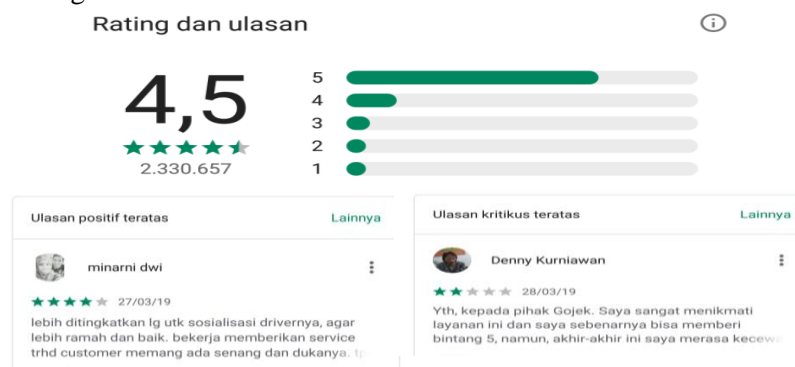 Rating dan ulasan
4,5
2.330.657
5
4
3
2
1
Ulasan positif teratas
Lainnya
minarni dwi
27/03/19
lebih ditingkatkan lg utk sosialisasi drivernya, agar
lebih ramah dan baik. bekerja memberikan service
trhd customer memang ada senang dan dukanya.
Ulasan kritikus teratas
Lainnya
Denny Kurniawan
28/03/19
Yth, kepada pihak Gojek. Saya sangat menikmati
layanan ini dan saya sebenarnya bisa memberi
bintang 5, namun, akhir-akhir ini saya merasa